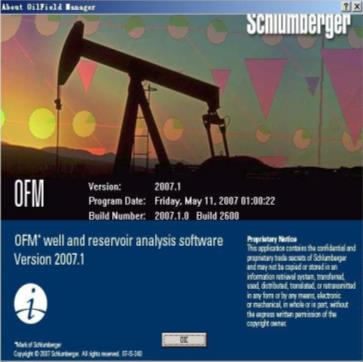 About OilField Manager
Schlumberger
OFM
Version: 2007.1
Program Date: Friday, May 11, 2007 01:00:22
Build Number: 2007.1.0 Build 2600
OFM* well and reservoir analysis software
Version 2007.1
Proprietary Notice
This application contains the confidential and
proprietary trade secrets of Schlumberger
and may not be copied or stored in an
information retrieval system, transferred,
used, distributed, translated, or retransmitted
in any form or by any means, electronic
or mechanical, in whole or in part, without
the express written permission of the
copyright owner.
i
OK
*Mark of Schlumberger
Copyright © 2007 Schlumberger. All rights reserved. 07-IS-340